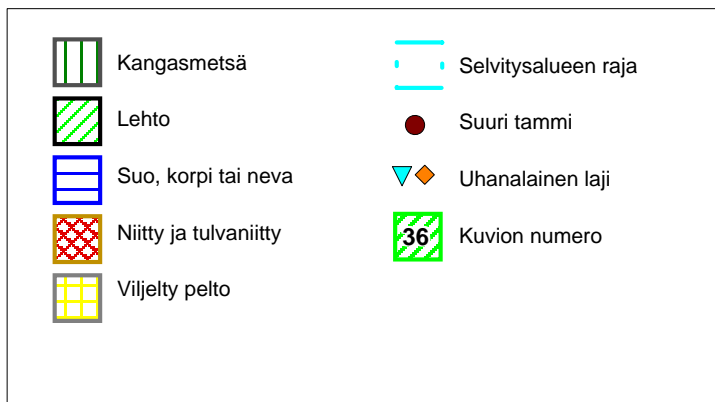 Kangasmetsä
Lehto
Suo, korpi tai neva
Niitty ja tulvaniitty
Viljelty pelto
Selvitysalueen raja
Suuri tammi
Uhanalainen laji
36 Kuvion numero